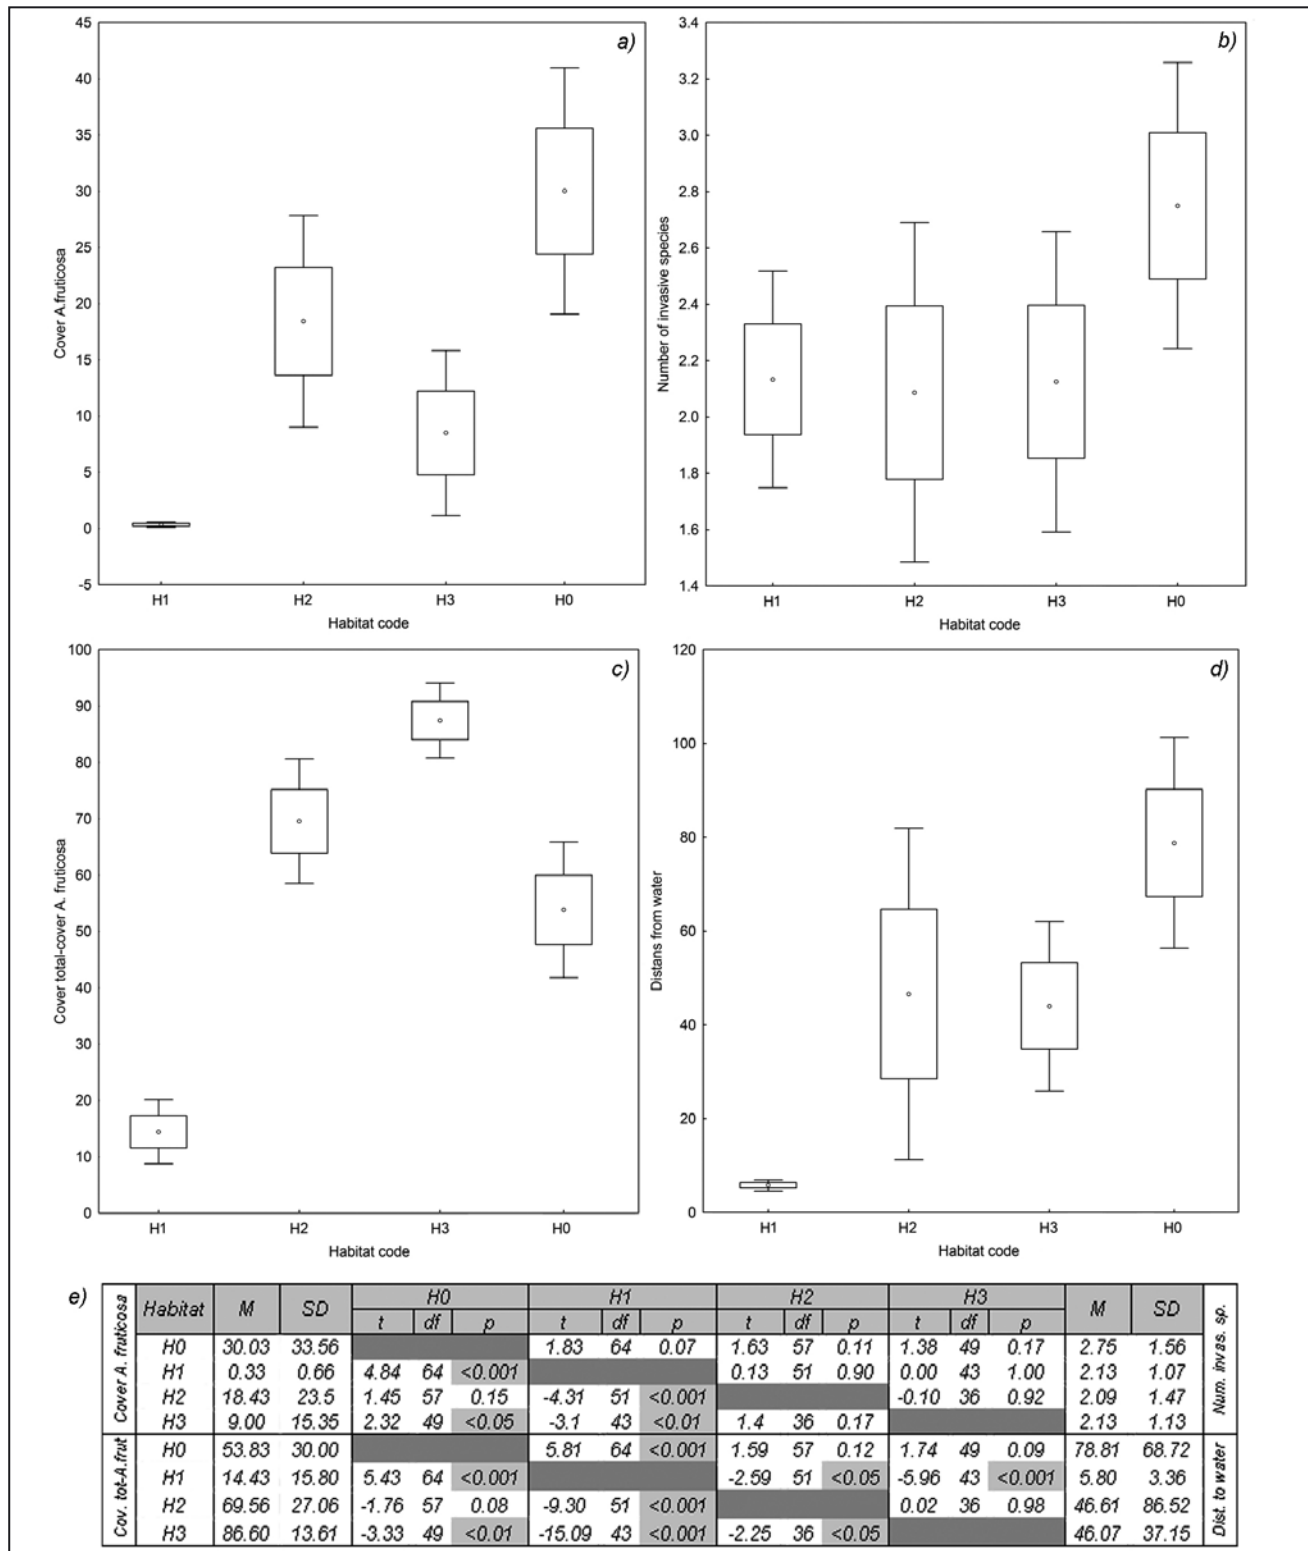 a)
45
40
35
30
25
20
15
10
5
0
-5
Cover A.fruticosa
H1 H2 H3 H0
Habitat code
b)
3.4
3.2
3.0
2.8
2.6
2.4
2.2
2.0
1.8
1.6
1.4
Number of invasive species
H1 H2 H3 H0
Habitat code
c)
100
90
80
70
60
50
40
30
20
10
0
Cover total-cover A. fruticosa
H1 H2 H3 H0
Habitat code
d)
120
100
80
60
40
20
0
Distans from water
H1 H2 H3 H0
Habitat code
e)
Cover A. fruticosa
Cov. tot-A.frut
Habitat M SD H0 H1 H2 H3 M SD
t df p t df p t df p t df p
H0 30.03 33.56 1.83 64 0.07 1.63 57 0.11 1.38 49 0.17 2.75 1.56
H1 0.33 0.66 4.84 64 <0.001 0.13 51 0.90 0.00 43 1.00 2.13 1.07
H2 18.43 23.5 1.45 57 0.15 -4.31 51 <0.001 -0.10 36 0.92 2.09 1.47
H3 9.00 15.35 2.32 49 <0.05 -3.1 43 <0.01 1.4 36 0.17 2.13 1.13
H0 53.83 30.00 5.81 64 <0.001 1.59 57 0.12 1.74 49 0.09 78.81 68.72
H1 14.43 15.80 5.43 64 <0.001 -2.59 51 <0.05 -5.96 43 <0.001 5.80 3.36
H2 69.56 27.06 -1.76 57 0.08 -9.30 51 <0.001 0.02 36 0.98 46.61 86.52
H3 86.60 13.61 -3.33 49 <0.01 -15.09 43 <0.001 -2.25 36 <0.05 46.07 37.15
Num. invas. sp.
Dist. to water